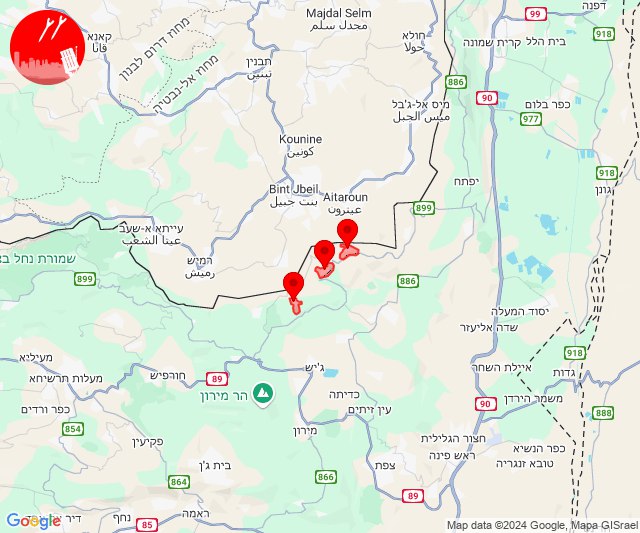 Majdal Selm
مجدل سلم
חולא
حولا
99
דפנה
918
קרית שמונה
בית הלל
קאנא
قانا
מחוז דרום לבנון
תבנין
تبنين
מחוז אל-נבטיה
886
90
מיס אל-ג'בל
ميس الجبل
כפר בלום
977
Kounine
كونين
918
גונן
Bint Jbeil
بنت جبيل
Aitaroun
عيترون
יפתח
899
עייתא א-שעב
عيتا الشعب
שמורת נחל בצ
899
רמיש
رميش
886
יסוד המעלה
שדה אליעזר
918
מעיליא
מעלות תרשיחא
חורפיש
89
ג'יש
איילת השחר
גדות
כפר ורדים
הר מירון
כדיתה
90
משמר הירדן
888
854
פקיעין
מירון
עין זיתים
חצור הגלילית
ראש פינה
כפר הנשיא
טובא זנגריה
בית ג'ן
צפת
864
866
89
ראמה
נחף
85
דיר אל
Google
Map data ©2024 Google, Mapa GISrael